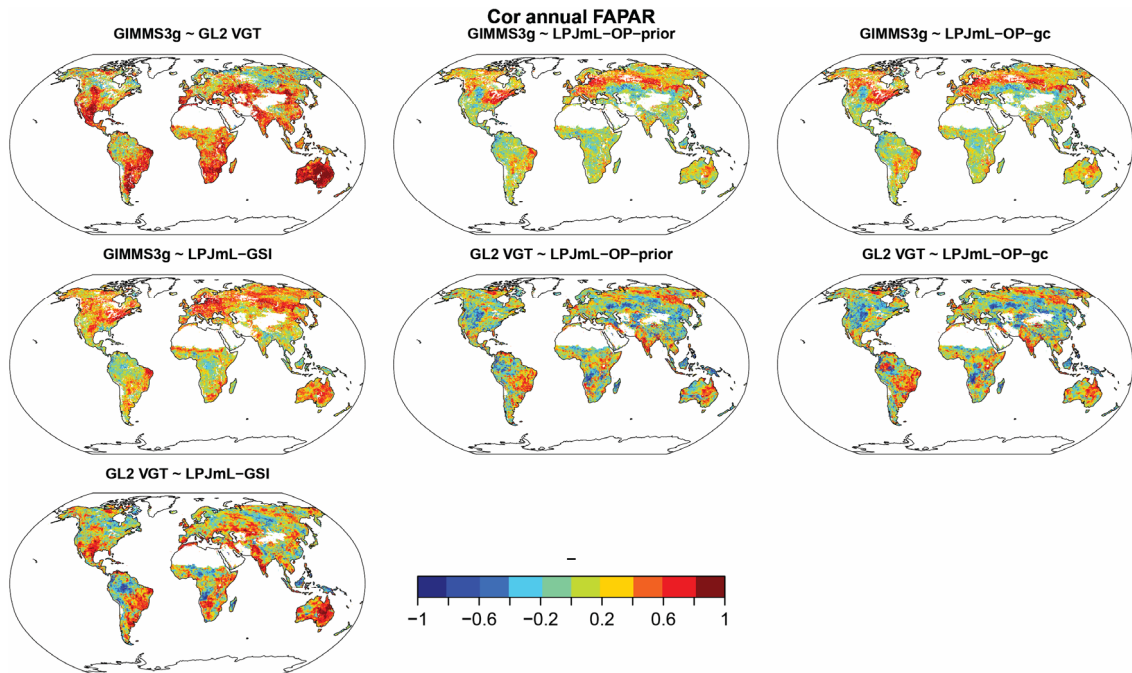 Cor annual FAPAR
GIMMS3g ~ GL2 VGT
GIMMS3g ~ LPJmL−OP−prior
GIMMS3g ~ LPJmL−OP−gc
GIMMS3g ~ LPJmL−GSI
GL2 VGT ~ LPJmL−OP−prior
GL2 VGT ~ LPJmL−OP−gc
GL2 VGT ~ LPJmL−GSI
−
−1 −0.6 −0.2 0.2 0.6 1